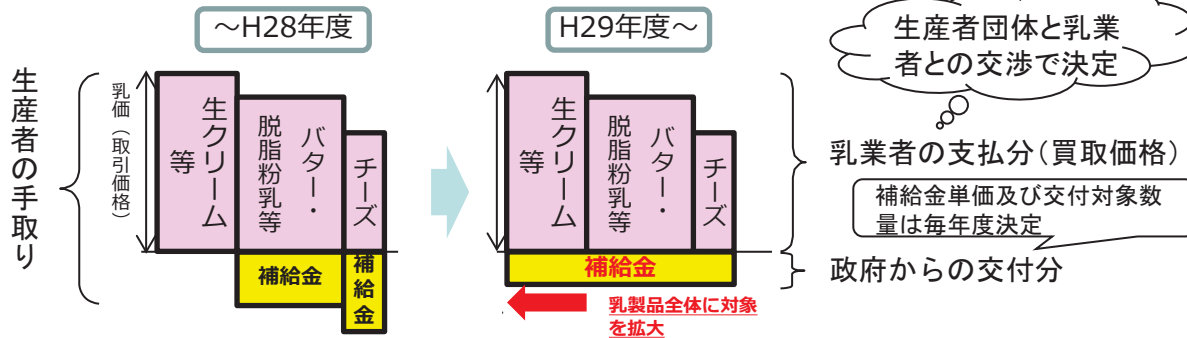 ～H28年度
H29年度～
生産者団体と乳業
者との交渉で決定
生産者の手取り
乳価（取引価格）
生クリーム
等
バター・
脱脂粉乳等
チーズ
補給金
補給金
生クリーム
等
バター・
脱脂粉乳等
チーズ
補給金
乳製品全体に対象
を拡大
乳業者の支払分（買取価格）
補給金単価及び交付対象数
量は毎年度決定
政府からの交付分